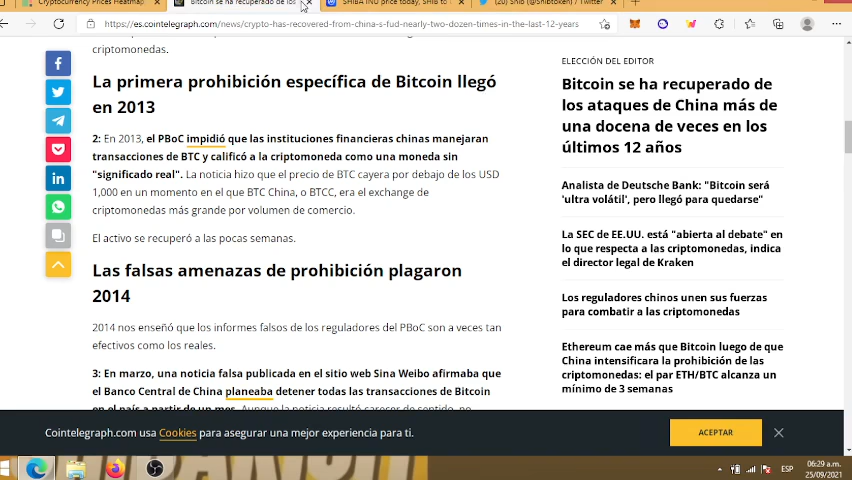 Cryptocurrency Prices Heatmap
Bitcoin se ha recuperado de los
SHIBA INU price today, SHIB to
(20) Shib (@Shibtoken) / Twitter
https://es.cointelegraph.com/news/crypto-has-recovered-from-china-s-fud-nearly-two-dozen-times-in-the-last-12-years
criptomonedas.
La primera prohibición específica de Bitcoin llegó
en 2013
2: En 2013, el PBoC impidió que las instituciones financieras chinas manejaran
transacciones de BTC y calificó a la criptomoneda como una moneda sin
"significado real". La noticia hizo que el precio de BTC cayera por debajo de los USD
1,000 en un momento en el que BTC China, o BTCC, era el exchange de
criptomonedas más grande por volumen de comercio.
El activo se recuperó a las pocas semanas.
Las falsas amenazas de prohibición plagaron
2014
2014 nos enseñó que los informes falsos de los reguladores del PBoC son a veces tan
efectivos como los reales.
3: En marzo, una noticia falsa publicada en el sitio web Sina Weibo afirmaba que
el Banco Central de China planeaba detener todas las transacciones de Bitcoin
en el país a partir de un mes. Aunque la noticia resultó carecer de sentido, no
ELECCIÓN DEL EDITOR
Bitcoin se ha recuperado de
los ataques de China más de
una docena de veces en los
últimos 12 años
Analista de Deutsche Bank: "Bitcoin será
'ultra volátil', pero llegó para quedarse"
La SEC de EE.UU. está "abierta al debate" en
lo que respecta a las criptomonedas, indica
el director legal de Kraken
Los reguladores chinos unen sus fuerzas
para combatir a las criptomonedas
Ethereum cae más que Bitcoin luego de que
China intensificara la prohibición de las
criptomonedas: el par ETH/BTC alcanza un
mínimo de 3 semanas
Cointelegraph.com usa Cookies para asegurar una mejor experiencia para ti.
ACEPTAR
ESP
06:29 a.m.
25/09/2021